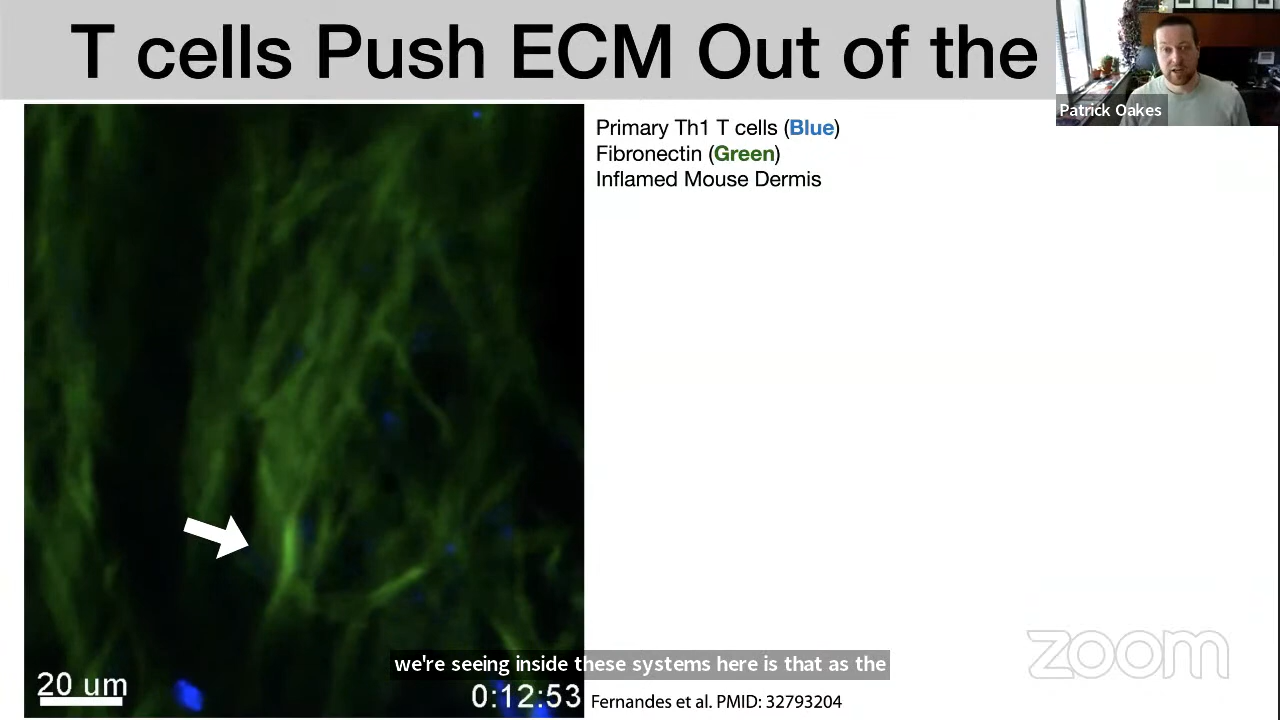 T cells Push ECM Out of the
Patrick Oakes
Primary Th1 T cells (Blue)
Fibronectin (Green)
Inflamed Mouse Dermis
we're seeing inside these systems here is that as the
20 um
0:12:53
Fernandes et al. PMID: 32793204
zoom